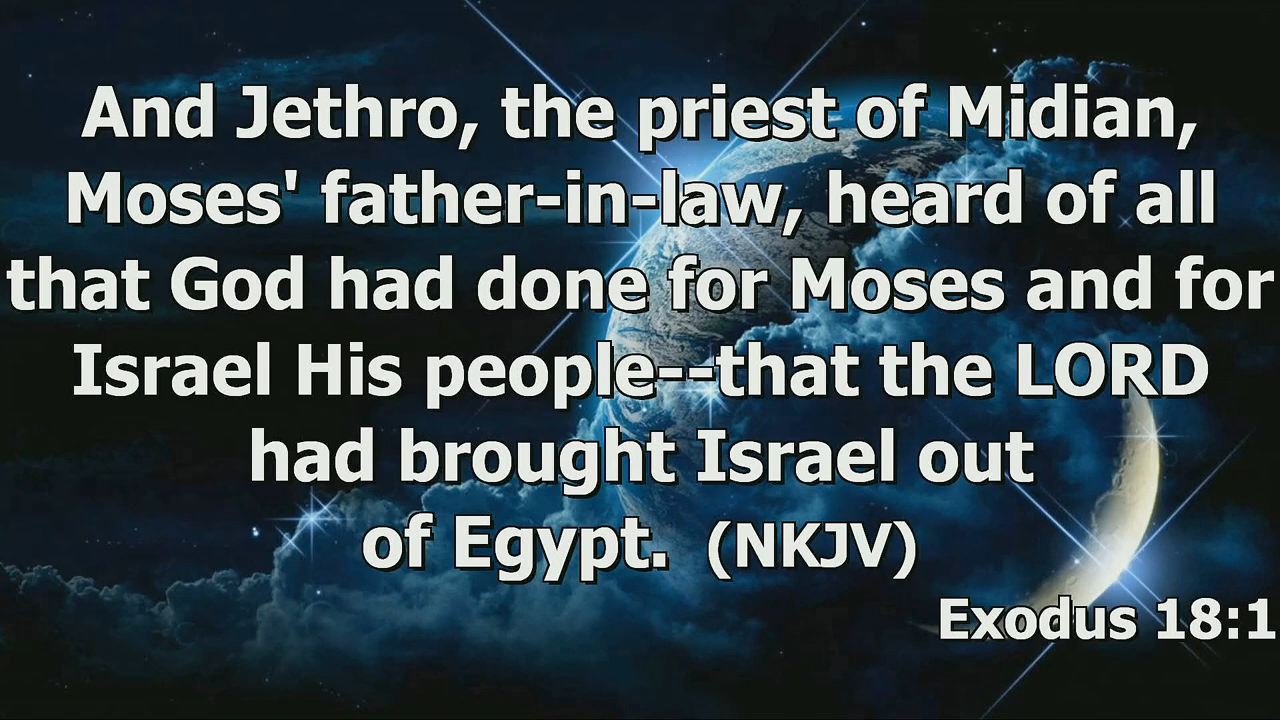 And Jethro, the priest of Midian,
Moses' father-in-law, heard of all
that God had done for Moses and for
Israel His people--that the LORD
had brought Israel out
of Egypt. (NKJV)
Exodus 18:1